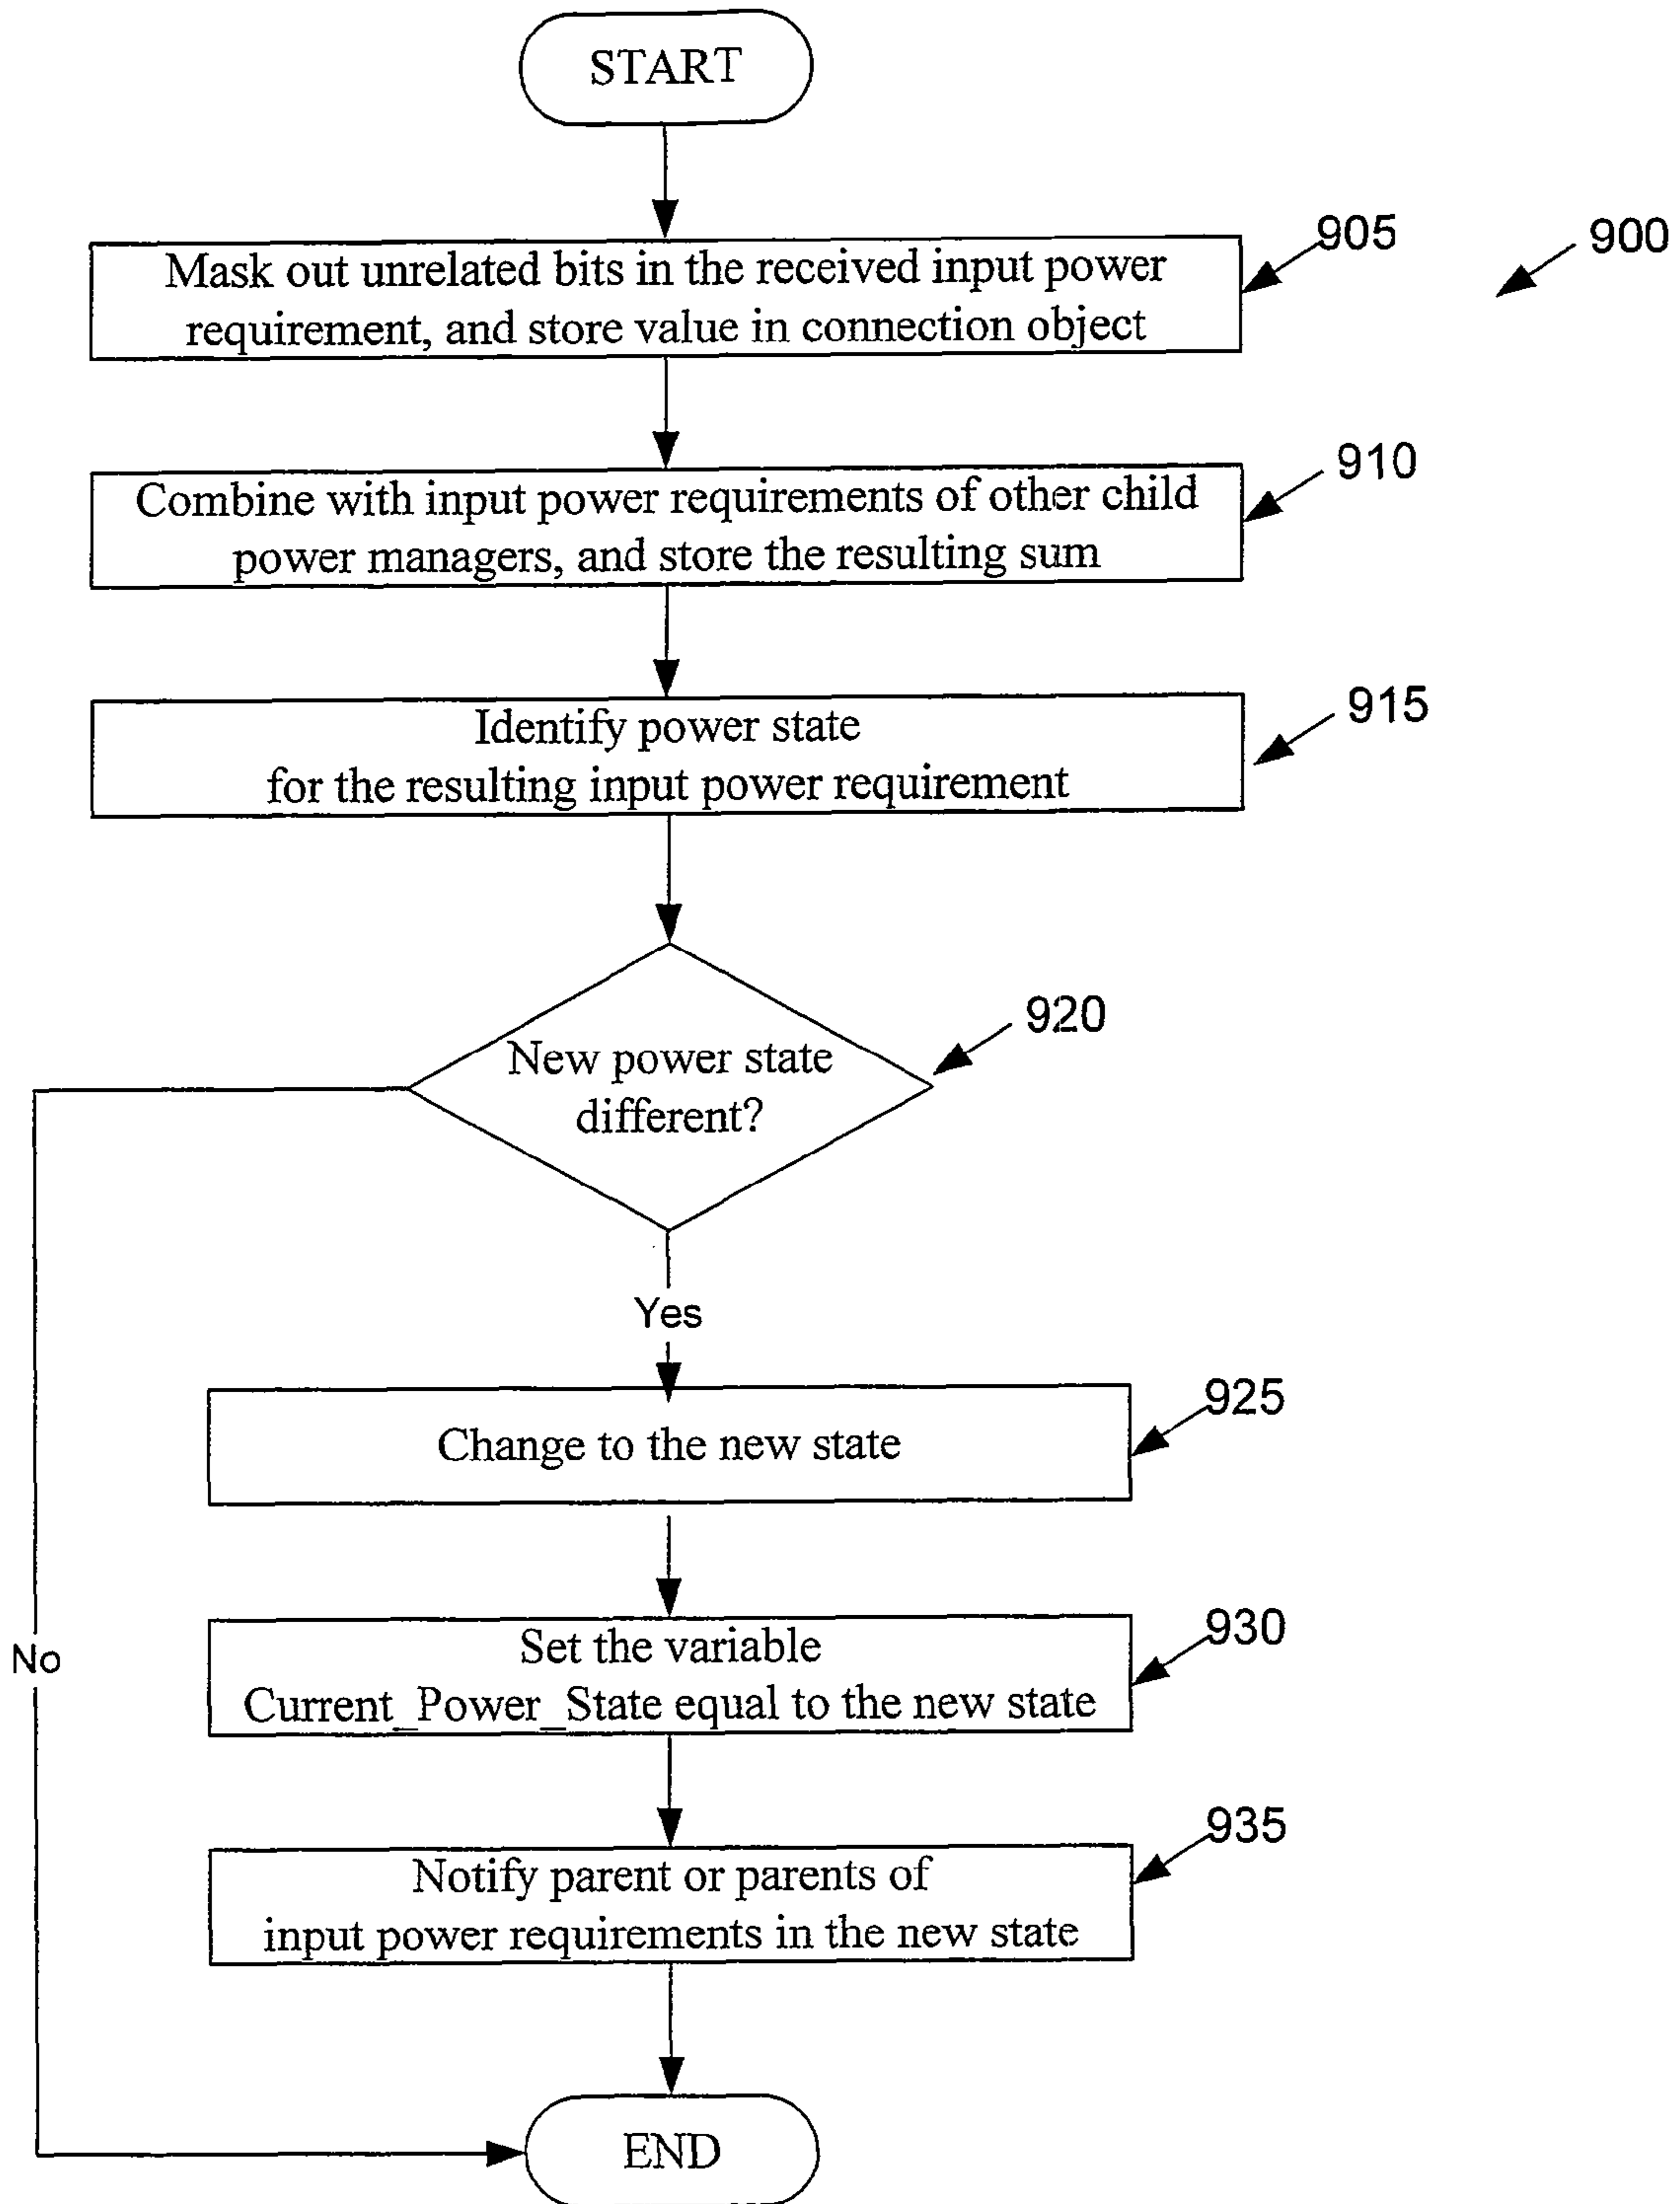 START
905
900
Mask out unrelated bits in the received input power
requirement, and store value in connection object
910
Combine with input power requirements of other child
power managers, and store the resulting sum
915
Identify power state
for the resulting input power requirement
920
New power state
different?
Yes
925
Change to the new state
930
Set the variable
Current_Power_State equal to the new state
No
935
Notify parent or parents of
input power requirements in the new state
END